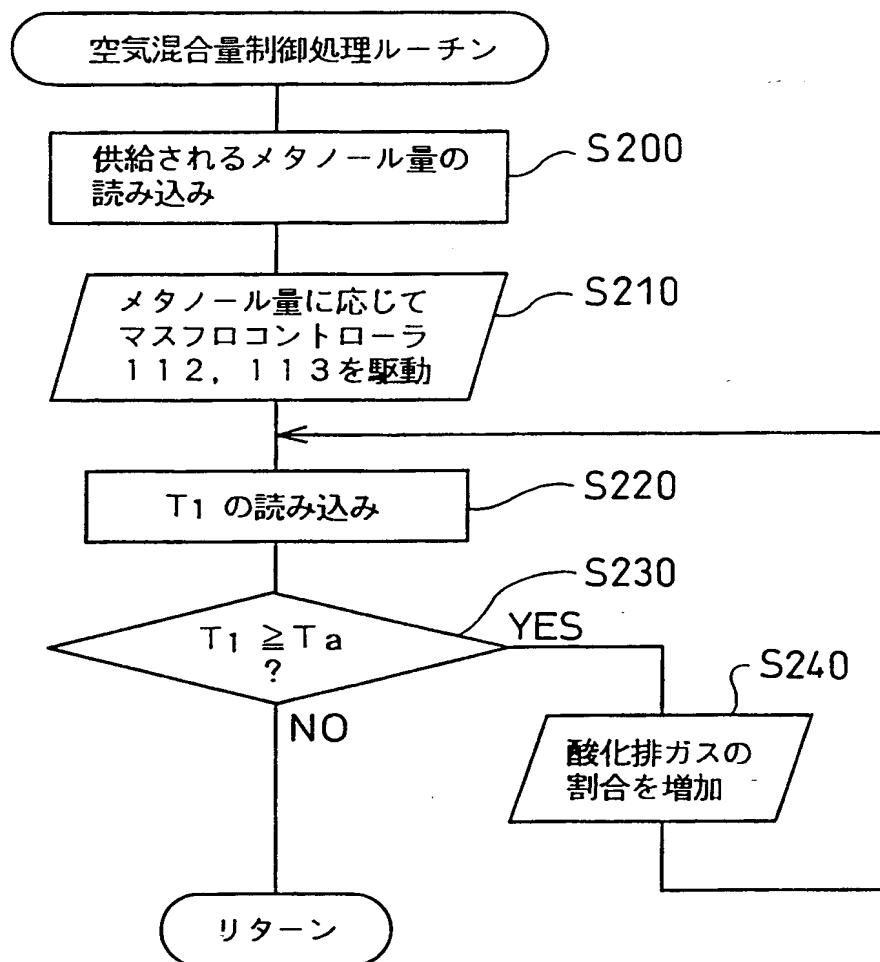 空気混合量制御処理ルーチン
供給されるメタノール量の
読み込み
S200
メタノール量に応じて
マスフロコントローラ
１１２，１１３を駆動
S210
T1 の読み込み
S220
S230
T1 ≧ Ta
?
YES
NO
S240
酸化排ガスの
割合を増加
リターン